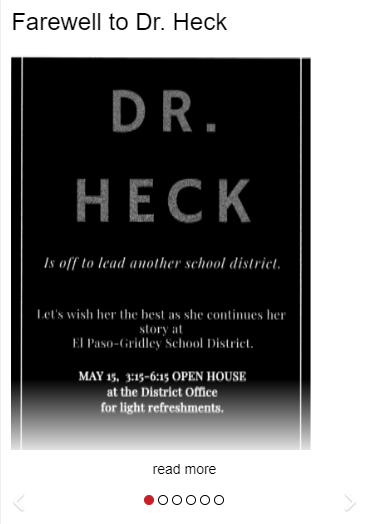 Farewell to Dr. Heck
DR.
HECK
Is off to lead another school district.
Let's wish her the best as she continues her
story at
El Paso-Gridley School District.
MAY 15, 3:15-6:15 OPEN HOUSE
at the District Office
for light refreshments.
read more